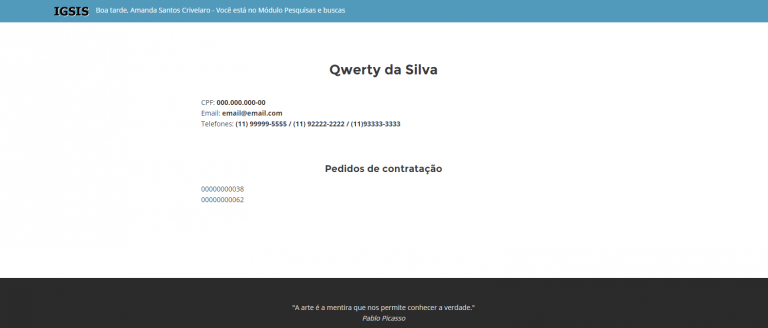 IGSIS Boa tarde, Amanda Santos Crivelaro - Você está no Módulo Pesquisas e buscas
Qwerty da Silva
CPF: 000.000.000-00
Email: email@email.com
Telefones: (11) 99999-5555 / (11) 92222-2222 / (11)93333-3333
Pedidos de contratação
00000000038
00000000062
"A arte é a mentira que nos permite conhecer a verdade."
Pablo Picasso